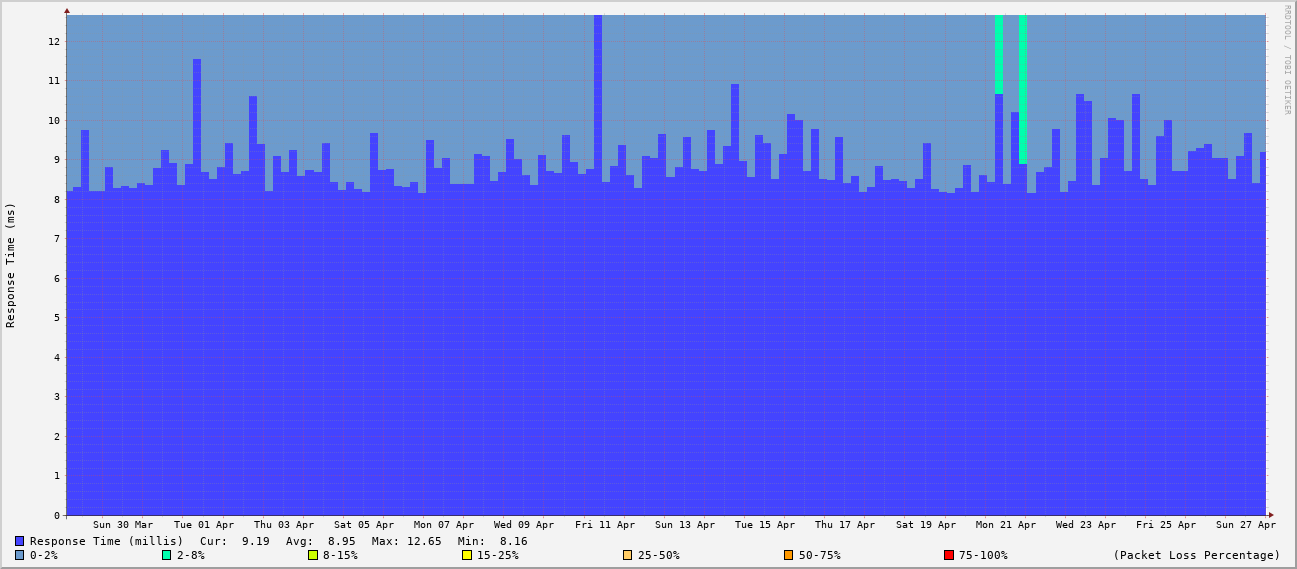 RRDTOOL / TOBI OETIKER
Response Time (ms)
12
11
10
9
8
7
6
5
4
3
2
1
0
Sun 30 Mar Tue 01 Apr Thu 03 Apr Sat 05 Apr Mon 07 Apr Wed 09 Apr Fri 11 Apr Sun 13 Apr Tue 15 Apr Thu 17 Apr Sat 19 Apr Mon 21 Apr Wed 23 Apr Fri 25 Apr Sun 27 Apr
Response Time (millis) Cur: 9.19 Avg: 8.95 Max: 12.65 Min: 8.16
0-2% 2-8% 8-15% 15-25% 25-50% 50-75% 75-100% (Packet Loss Percentage)